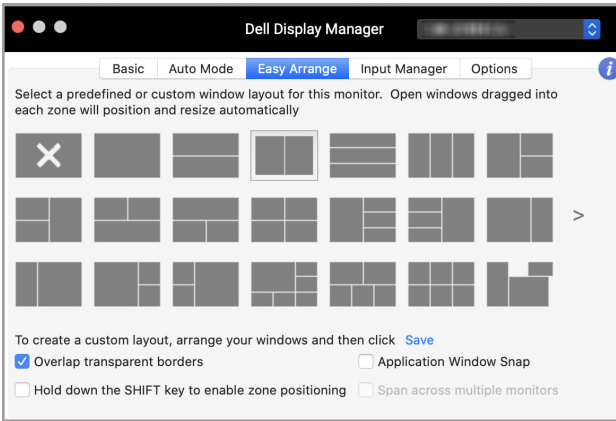 Dell Display Manager
Basic Auto Mode Easy Arrange Input Manager Options i
Select a predefined or custom window layout for this monitor. Open windows dragged into
each zone will position and resize automatically
>
To create a custom layout, arrange your windows and then click Save
Overlap transparent borders Application Window Snap
Hold down the SHIFT key to enable zone positioning Span across multiple monitors